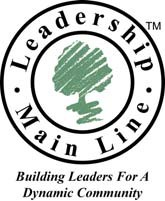 Leadership
TM
Main Line
Building Leaders For A
Dynamic Community